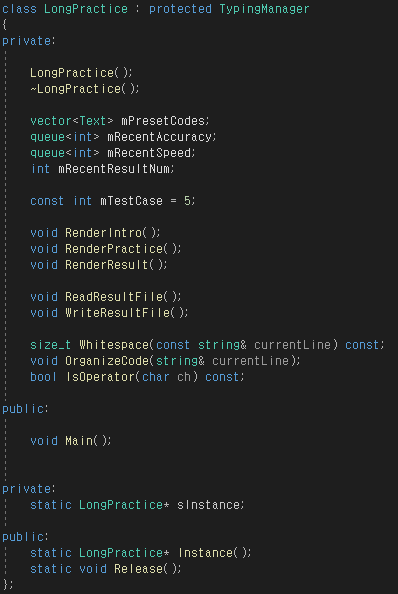 class LongPractice : protected TypingManager
{
private:
LongPractice();
~LongPractice();
vector<Text> mPresetCodes;
queue<int> mRecentAccuracy;
queue<int> mRecentSpeed;
int mRecentResultNum;
const int mTestCase = 5;
void RenderIntro();
void RenderPractice();
void RenderResult();
void ReadResultFile();
void WriteResultFile();
size_t Whitespace(const string& currentLine) const;
void OrganizeCode(string& currentLine);
bool IsOperator(char ch) const;
public:
void Main();
private:
static LongPractice* sInstance;
public:
static LongPractice* Instance();
static void Release();
};